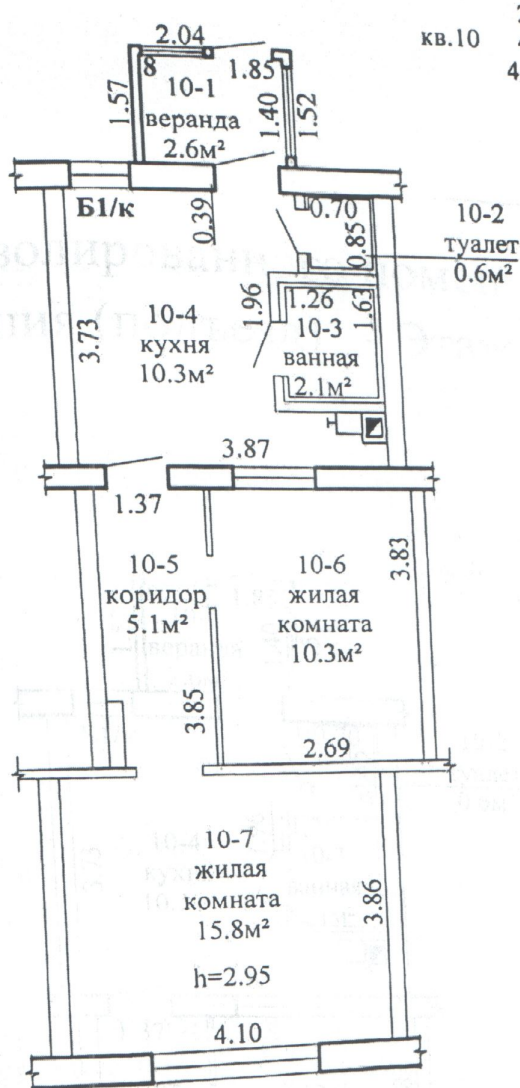 кв.10
4
2.04
8
1.85
10-1
веранда
2.6м²
1.57
1.40
1.52
Б1/к
0.39
0.70
0.85
10-2
туалет
0.6м²
3.73
10-4
кухня
10.3м²
1.96
1.26
1.63
10-3
ванная
2.1м²
3.87
1.37
10-5
коридор
5.1м²
10-6
жилая
комната
10.3м²
3.83
3.85
2.69
10-7
жилая
комната
15.8м²
3.86
h=2.95
4.10